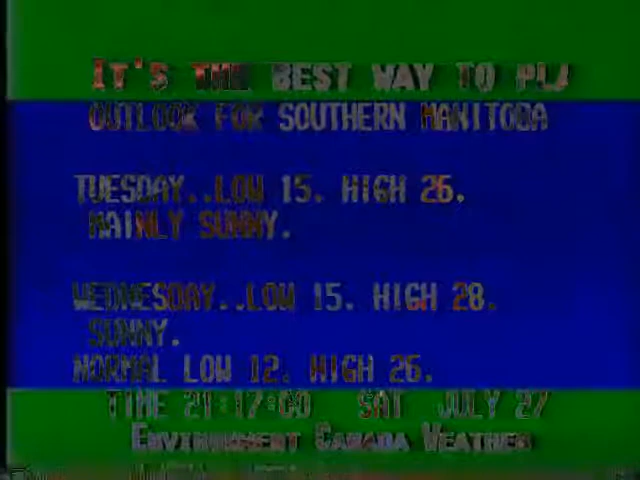 IT'S THE BEST WAY TO
OUTLOOK FOR SOUTHERN MANITOBA
TUESDAY..LOW 15. HIGH 26.
MAINLY SUNNY.
WEDNESDAY..LOW 15. HIGH 28.
SUNNY.
NORMAL LOW 12. HIGH 26.
TIME 21:17:00 SAT JULY 27
ENVIRONMENT CANADA WEATHER